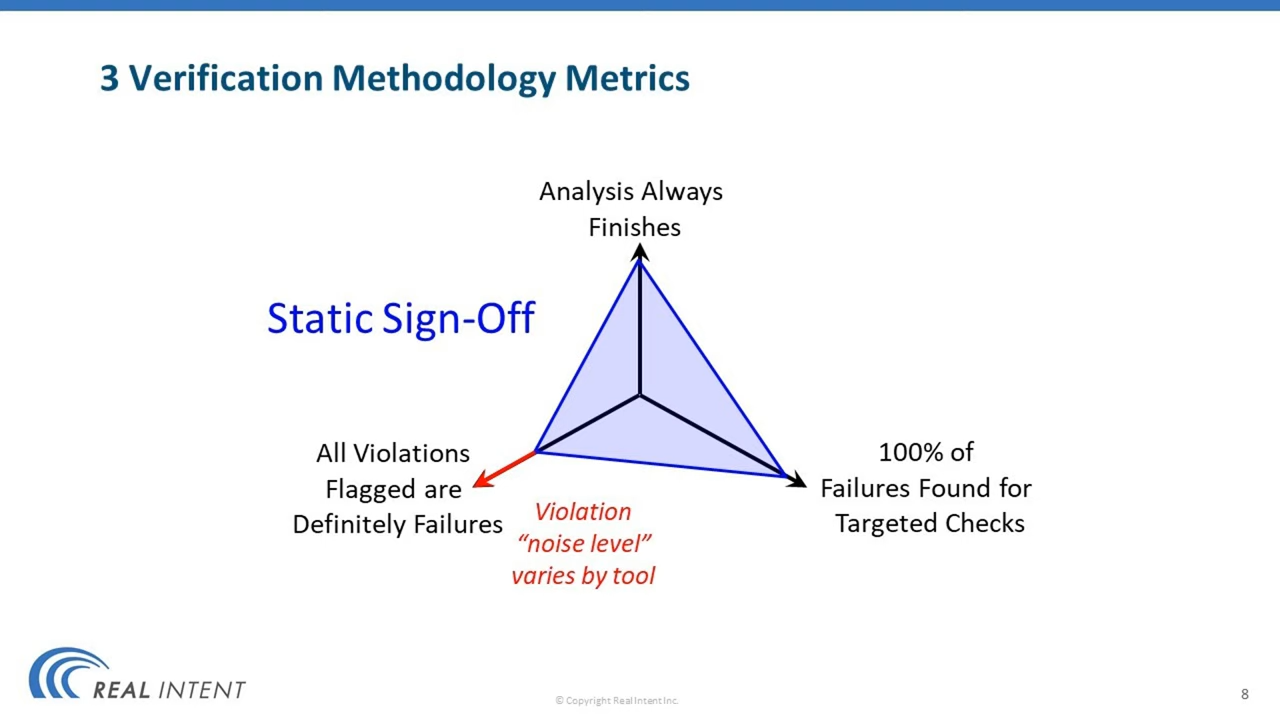 3 Verification Methodology Metrics
Analysis Always
Finishes
Static Sign-Off
All Violations
Flagged are
Definitely Failures
100% of
Failures Found for
Targeted Checks
Violation
“noise level”
varies by tool
REAL INTENT
© Copyright Real Intent Inc.
8